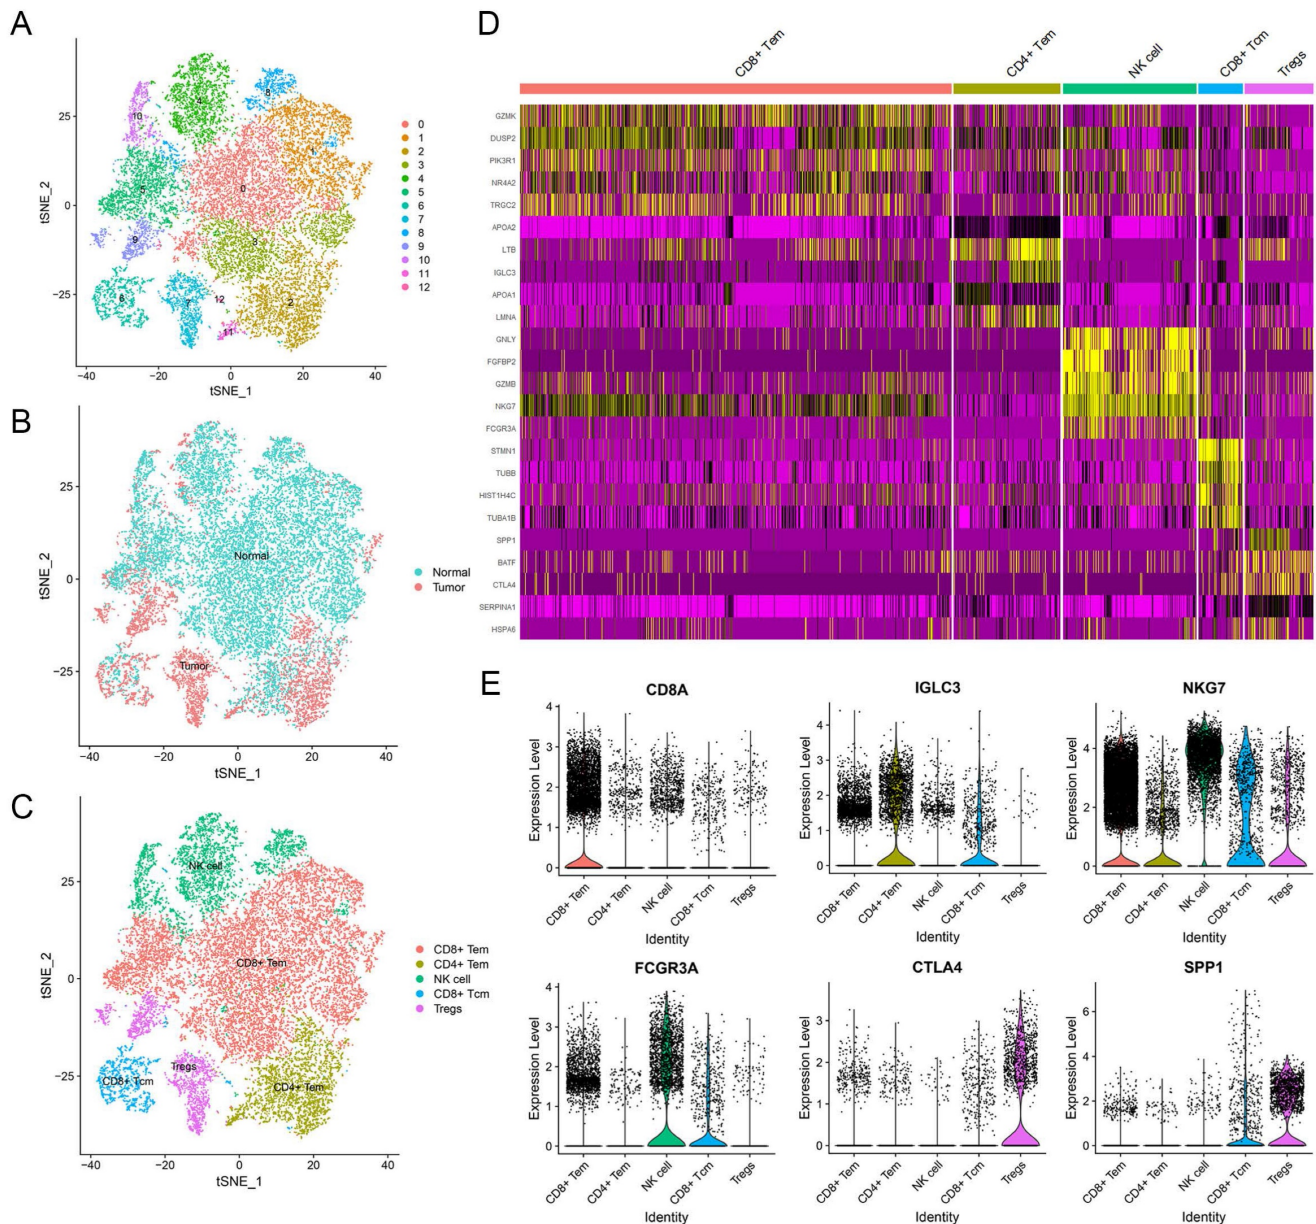 A
25
0
−25
−40
−20
0
20
40
tSNE_1
tSNE_2
0
1
2
3
4
5
6
7
8
9
10
11
12
0
1
2
3
4
5
6
7
8
9
10
11
12
B
25
0
−25
−40
−20
0
20
40
tSNE_1
tSNE_2
Normal
Tumor
Normal
Tumor
C
25
0
−25
−40
−20
0
20
40
tSNE_1
tSNE_2
NK cell
CD8+ Tem
CD8+ Tcm
Tregs
CD4+ Tem
CD8+ Tem
CD4+ Tem
NK cell
CD8+ Tcm
Tregs
D
CD8+ Tem
CD4+ Tem
NK cell
CD8+ Tcm
Tregs
GZMK
DUSP2
PIK3R1
NR4A2
TRGC2
APOA2
LTB
IGLC3
APOA1
LMNA
GNLY
FGFBP2
GZMB
NKG7
FCGR3A
STMN1
TUBB
HIST1H4C
TUBA1B
SPP1
BATF
CTLA4
SERPINA1
HSPA6
E
CD8A
Expression Level
4
3
2
1
0
CD8+ Tem
CD4+ Tem
NK cell
CD8+ Tcm
Tregs
Identity
IGLC3
Expression Level
4
3
2
1
0
CD8+ Tem
CD4+ Tem
NK cell
CD8+ Tcm
Tregs
Identity
NKG7
Expression Level
4
2
0
CD8+ Tem
CD4+ Tem
NK cell
CD8+ Tcm
Tregs
Identity
FCGR3A
Expression Level
4
3
2
1
0
CD8+ Tem
CD4+ Tem
NK cell
CD8+ Tcm
Tregs
Identity
CTLA4
Expression Level
3
2
1
0
CD8+ Tem
CD4+ Tem
NK cell
CD8+ Tcm
Tregs
Identity
SPP1
Expression Level
6
4
2
0
CD8+ Tem
CD4+ Tem
NK cell
CD8+ Tcm
Tregs
Identity